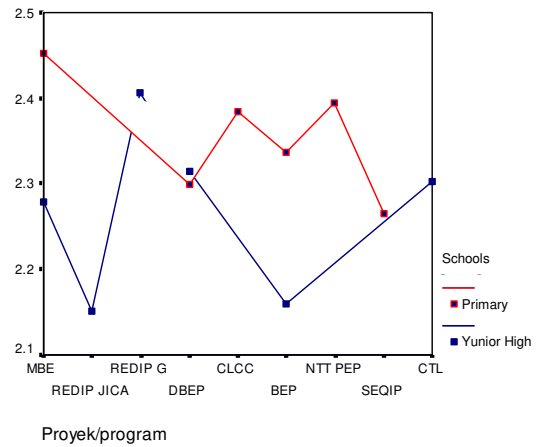 2.5
2.4
2.3
2.2
2.1
MBE REDIP G CLCC NTT PEP CTL
REDIP JICA DBEP BEP SEQIP
Proyek/program
Schools
Primary
Yunior High